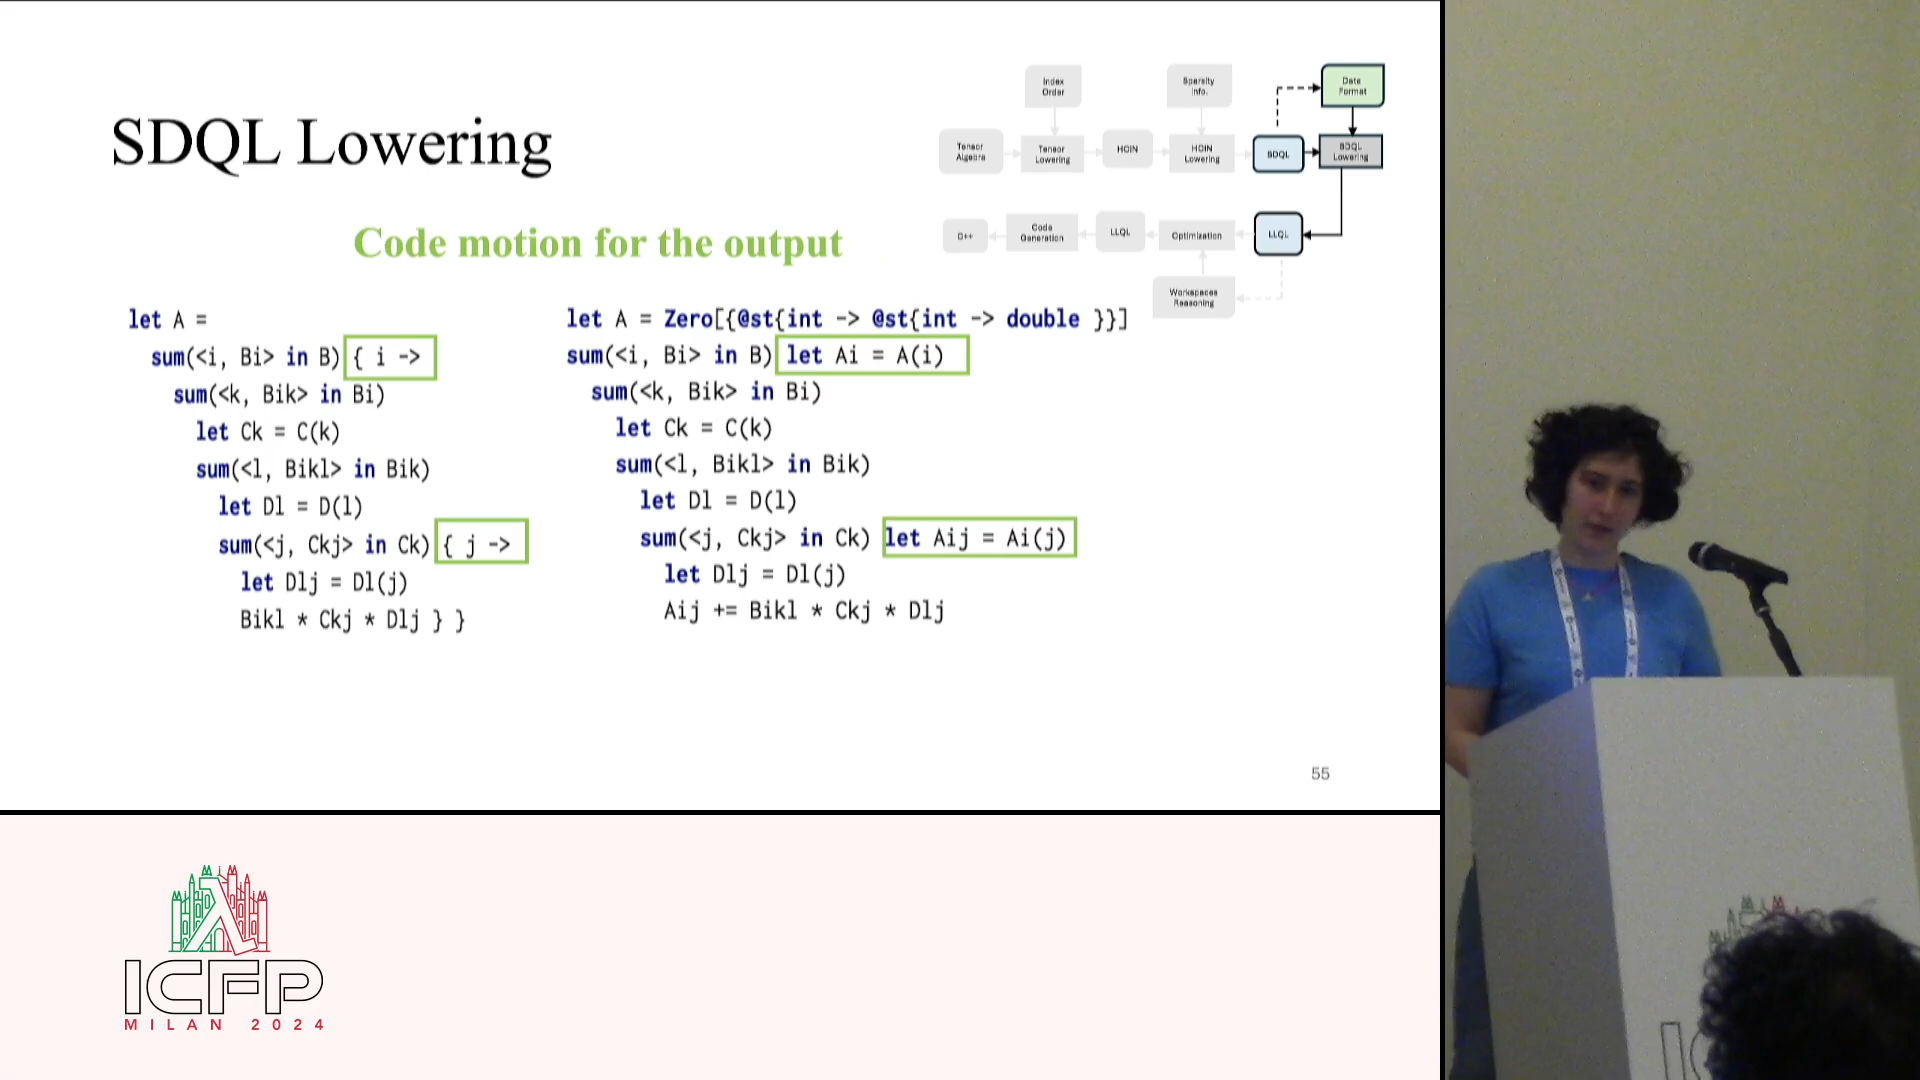 SDQL Lowering
Code motion for the output
Index
Order
Sparsity
Info.
Data
Format
Tensor
Algebra
Tensor
Lowering
HOIN
HOIN
Lowering
SDQL
SDQL
Lowering
C++
Code
Generation
LLQL
Optimization
LLQL
Workspaces
Reasoning
let A =
sum(<i, Bi> in B) { i ->
sum(<k, Bik> in Bi)
let Ck = C(k)
sum(<l, Bikl> in Bik)
let Dl = D(l)
sum(<j, Ckj> in Ck) { j ->
let Dlj = Dl(j)
Bikl * Ckj * Dlj } }
let A = Zero[{@st{int -> @st{int -> double }}]
sum(<i, Bi> in B) let Ai = A(i)
sum(<k, Bik> in Bi)
let Ck = C(k)
sum(<l, Bikl> in Bik)
let Dl = D(l)
sum(<j, Ckj> in Ck) let Aij = Ai(j)
let Dlj = Dl(j)
Aij += Bikl * Ckj * Dlj
55
ICFP
MILAN 2024